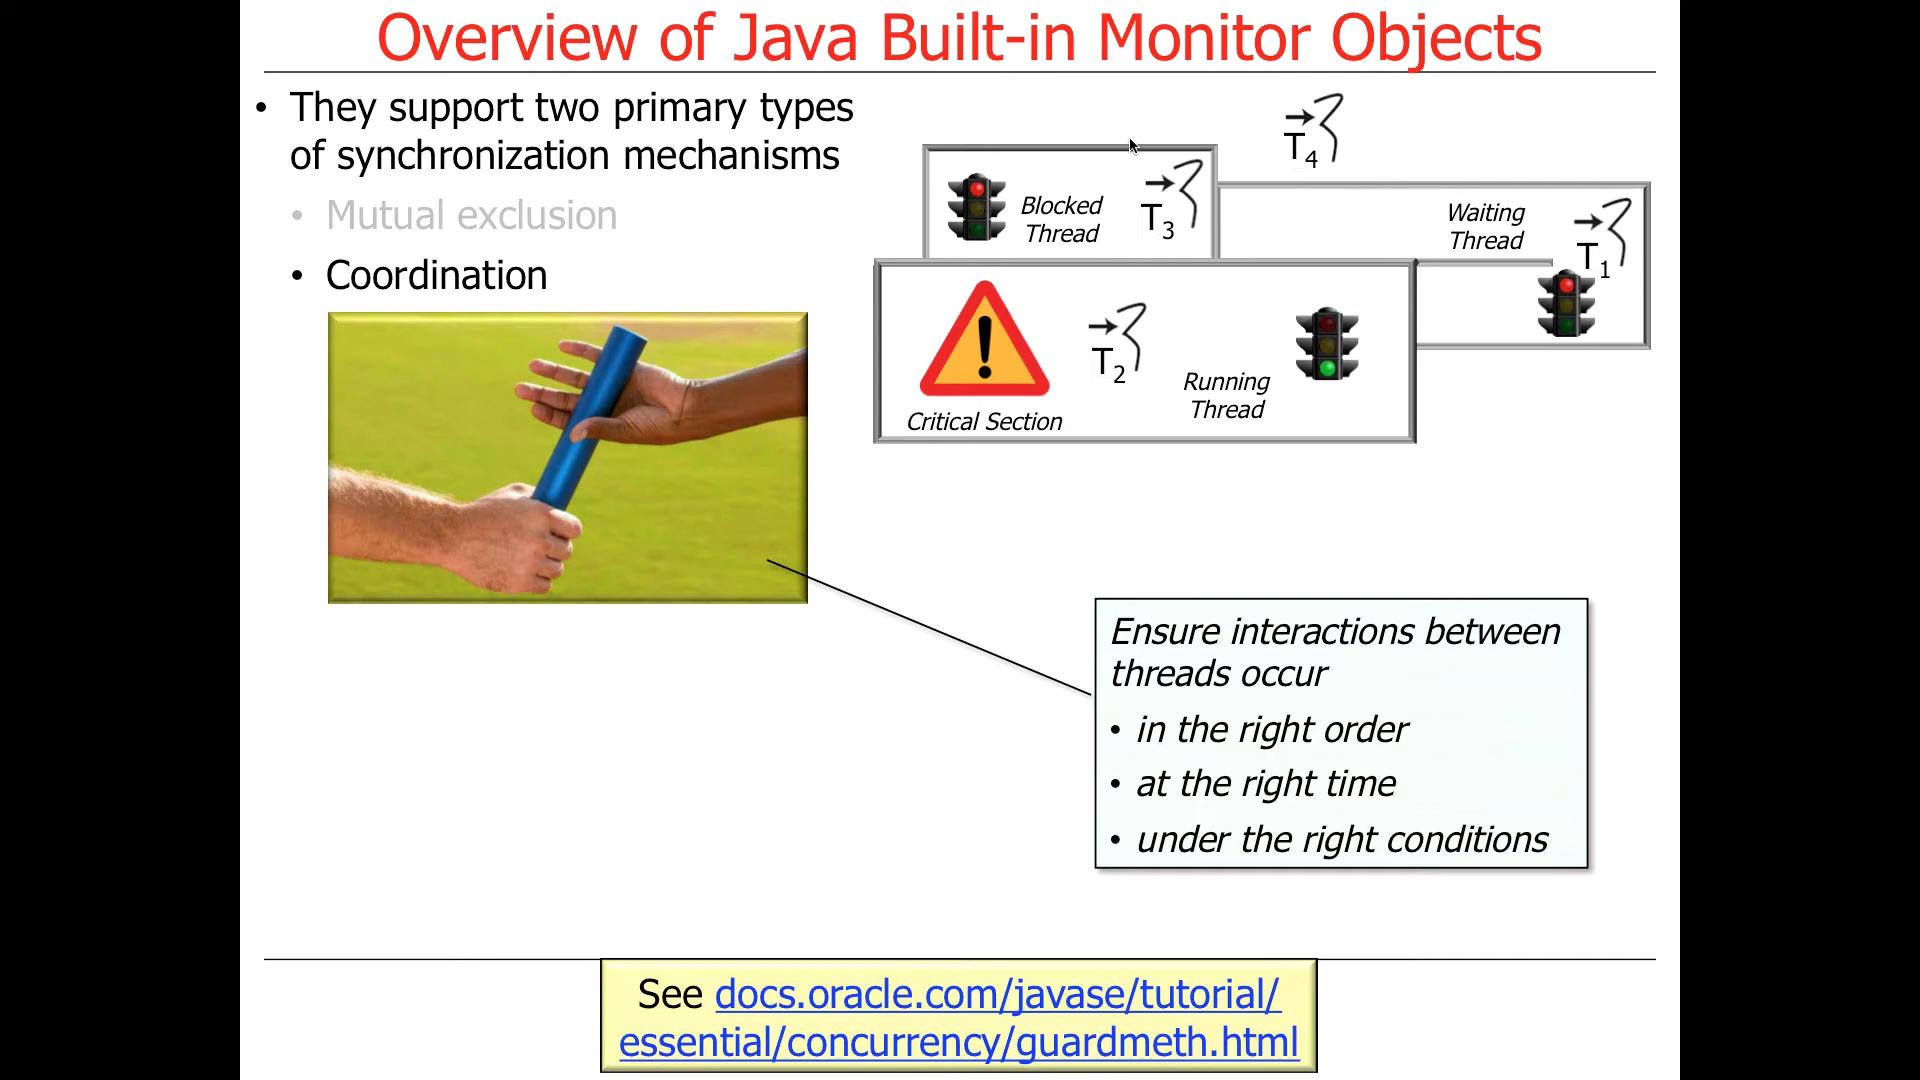 Overview of Java Built-in Monitor Objects
• They support two primary types
of synchronization mechanisms
• Mutual exclusion
• Coordination
T4
Blocked
Thread
T3
Waiting
Thread
T1
Critical Section
T2
Running
Thread
Ensure interactions between
threads occur
• in the right order
• at the right time
• under the right conditions
See docs.oracle.com/javase/tutorial/
essential/concurrency/guardmeth.html